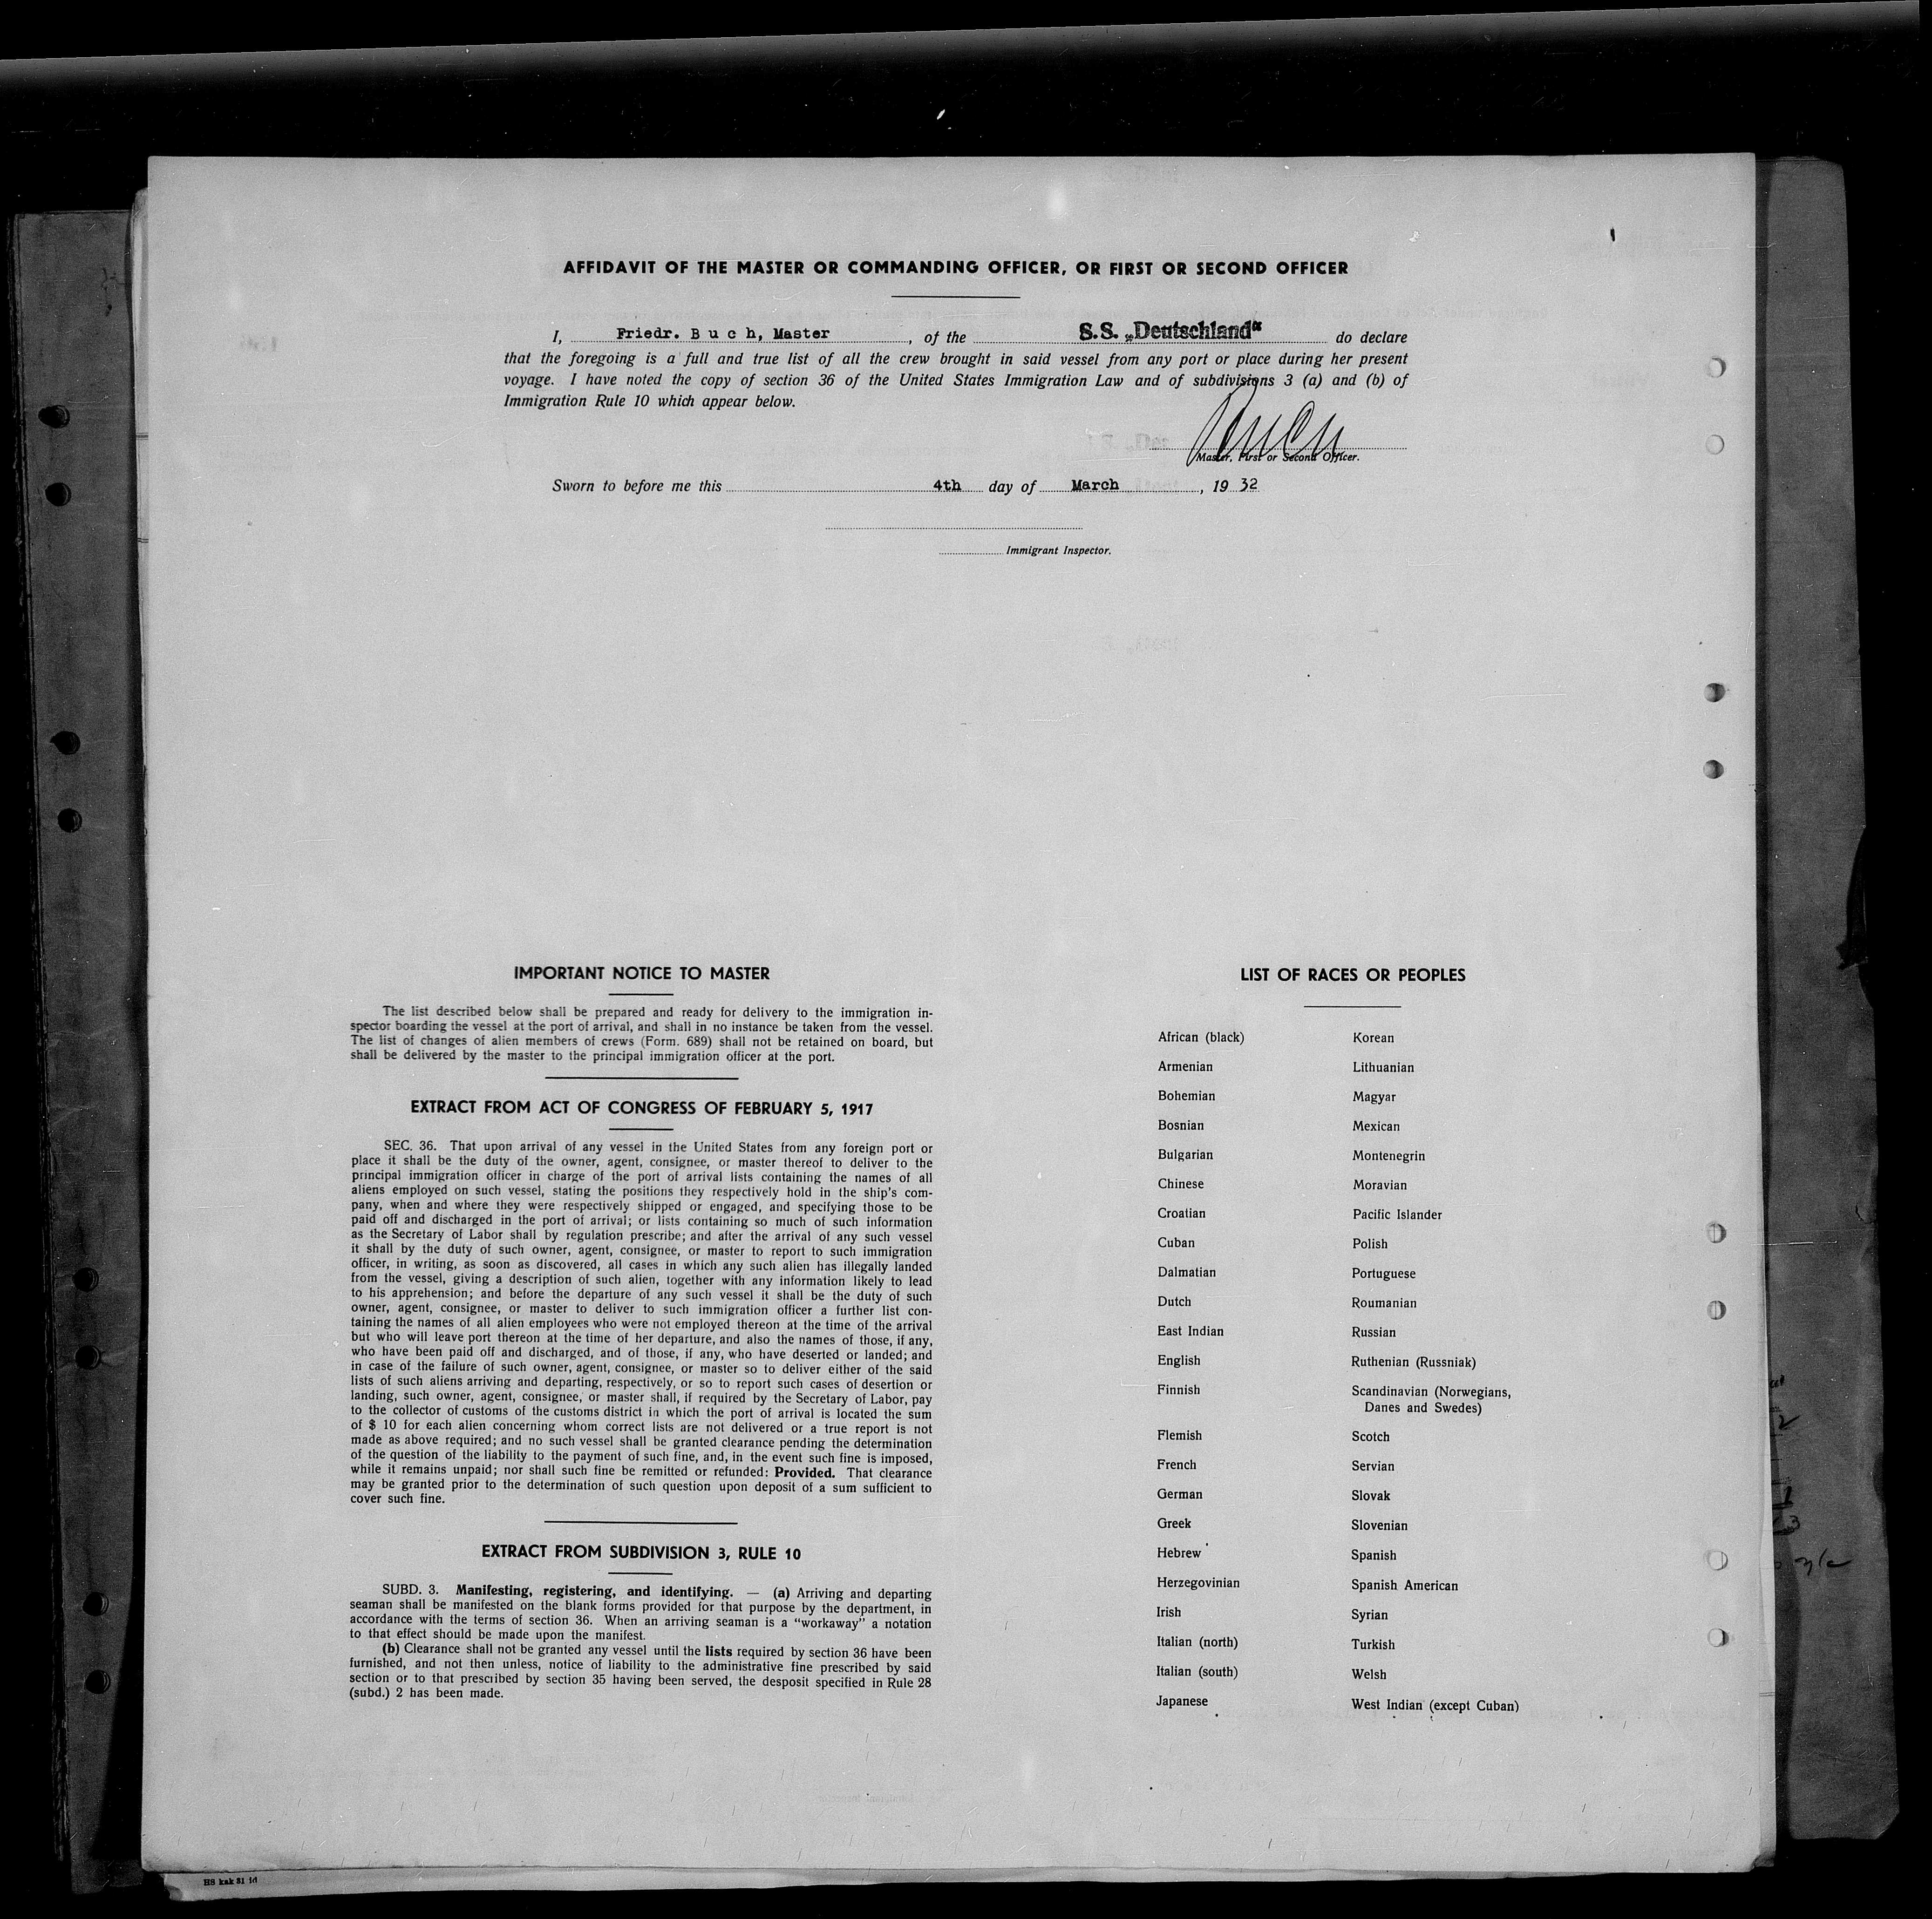 AFFIDAVIT OF THE MASTER OR COMMANDING OFFICER, OR FIRST OR SECOND OFFICER
I, Friedr. B u c h, Master, of the S.S. „Deutschland“ do declare
that the foregoing is a full and true list of all the crew brought in said vessel from any port or place during her present
voyage. I have noted the copy of section 36 of the United States Immigration Law and of subdivisions 3 (a) and (b) of
Immigration Rule 10 which appear below.
Buch
Master, First or Second Officer.
Sworn to before me this 4th day of March, 19 32
Immigrant Inspector.
IMPORTANT NOTICE TO MASTER
The list described below shall be prepared and ready for delivery to the immigration in-
spector boarding the vessel at the port of arrival, and shall in no instance be taken from the vessel.
The list of changes of alien members of crews (Form. 689) shall not be retained on board, but
shall be delivered by the master to the principal immigration officer at the port.
EXTRACT FROM ACT OF CONGRESS OF FEBRUARY 5, 1917
SEC. 36. That upon arrival of any vessel in the United States from any foreign port or
place it shall be the duty of the owner, agent, consignee, or master thereof to deliver to the
principal immigration officer in charge of the port of arrival lists containing the names of all
aliens employed on such vessel, stating the positions they respectively hold in the ship's com-
pany, when and where they were respectively shipped or engaged, and specifying those to be
paid off and discharged in the port of arrival; or lists containing so much of such information
as the Secretary of Labor shall by regulation prescribe; and after the arrival of any such vessel
it shall by the duty of such owner, agent, consignee, or master to report to such immigration
officer, in writing, as soon as discovered, all cases in which any such alien has illegally landed
from the vessel, giving a description of such alien, together with any information likely to lead
to his apprehension; and before the departure of any such vessel it shall be the duty of such
owner, agent, consignee, or master to deliver to such immigration officer a further list con-
taining the names of all alien employees who were not employed thereon at the time of the arrival
but who will leave port thereon at the time of her departure, and also the names of those, if any,
who have been paid off and discharged, and of those, if any, who have deserted or landed; and
in case of the failure of such owner, agent, consignee, or master so to deliver either of the said
lists of such aliens arriving and departing, respectively, or so to report such cases of desertion or
landing, such owner, agent, consignee, or master shall, if required by the Secretary of Labor, pay
to the collector of customs of the customs district in which the port of arrival is located the sum
of $ 10 for each alien concerning whom correct lists are not delivered or a true report is not
made as above required; and no such vessel shall be granted clearance pending the determination
of the question of the liability to the payment of such fine, and, in the event such fine is imposed,
while it remains unpaid; nor shall such fine be remitted or refunded: Provided. That clearance
may be granted prior to the determination of such question upon deposit of a sum sufficient to
cover such fine.
EXTRACT FROM SUBDIVISION 3, RULE 10
SUBD. 3. Manifesting, registering, and identifying. — (a) Arriving and departing
seaman shall be manifested on the blank forms provided for that purpose by the department, in
accordance with the terms of section 36. When an arriving seaman is a “workaway” a notation
to that effect should be made upon the manifest.
(b) Clearance shall not be granted any vessel until the lists required by section 36 have been
furnished, and not then unless, notice of liability to the administrative fine prescribed by said
section or to that prescribed by section 35 having been served, the desposit specified in Rule 28
(subd.) 2 has been made.
LIST OF RACES OR PEOPLES
African (black)
Armenian
Bohemian
Bosnian
Bulgarian
Chinese
Croatian
Cuban
Dalmatian
Dutch
East Indian
English
Finnish
Flemish
French
German
Greek
Hebrew
Herzegovinian
Irish
Italian (north)
Italian (south)
Japanese
Korean
Lithuanian
Magyar
Mexican
Montenegrin
Moravian
Pacific Islander
Polish
Portuguese
Roumanian
Russian
Ruthenian (Russniak)
Scandinavian (Norwegians,
Danes and Swedes)
Scotch
Servian
Slovak
Slovenian
Spanish
Spanish American
Syrian
Turkish
Welsh
West Indian (except Cuban)